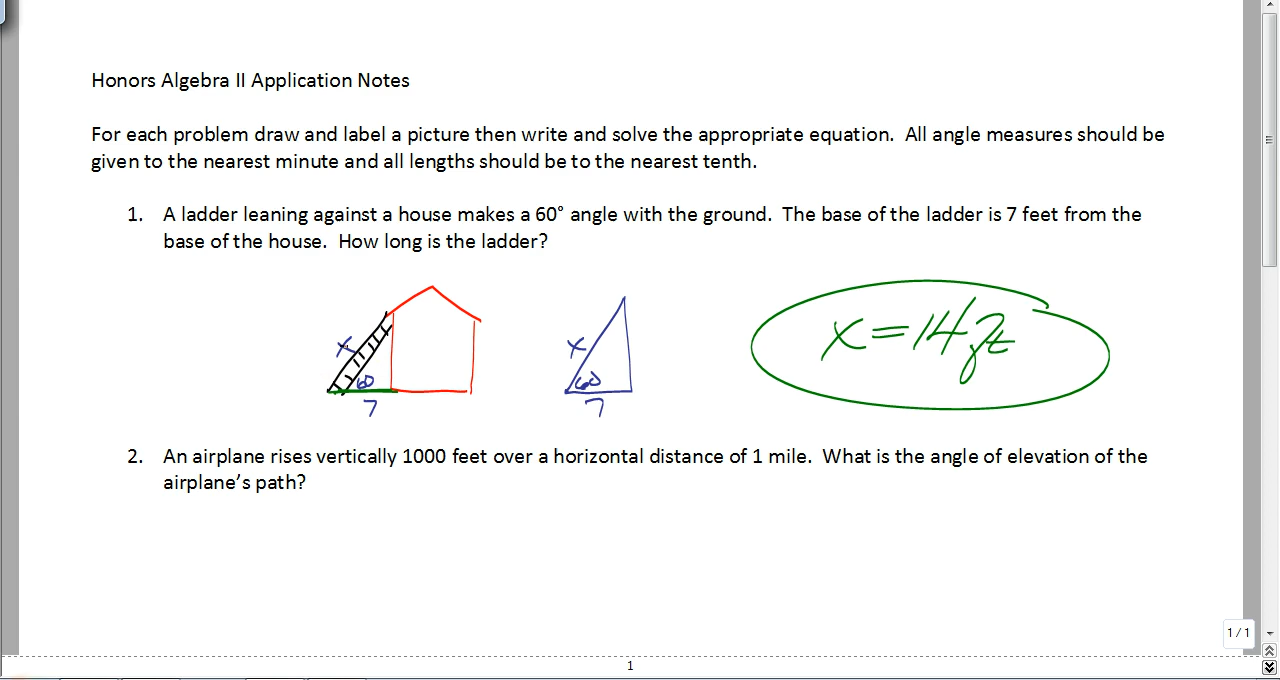 Honors Algebra II Application Notes
For each problem draw and label a picture then write and solve the appropriate equation.  All angle measures should be
given to the nearest minute and all lengths should be to the nearest tenth.
1. A ladder leaning against a house makes a 60° angle with the ground.  The base of the ladder is 7 feet from the
base of the house.  How long is the ladder?
x
60
7
x
60
7
x = 14 ft
2. An airplane rises vertically 1000 feet over a horizontal distance of 1 mile.  What is the angle of elevation of the
airplane's path?
1 / 1
1